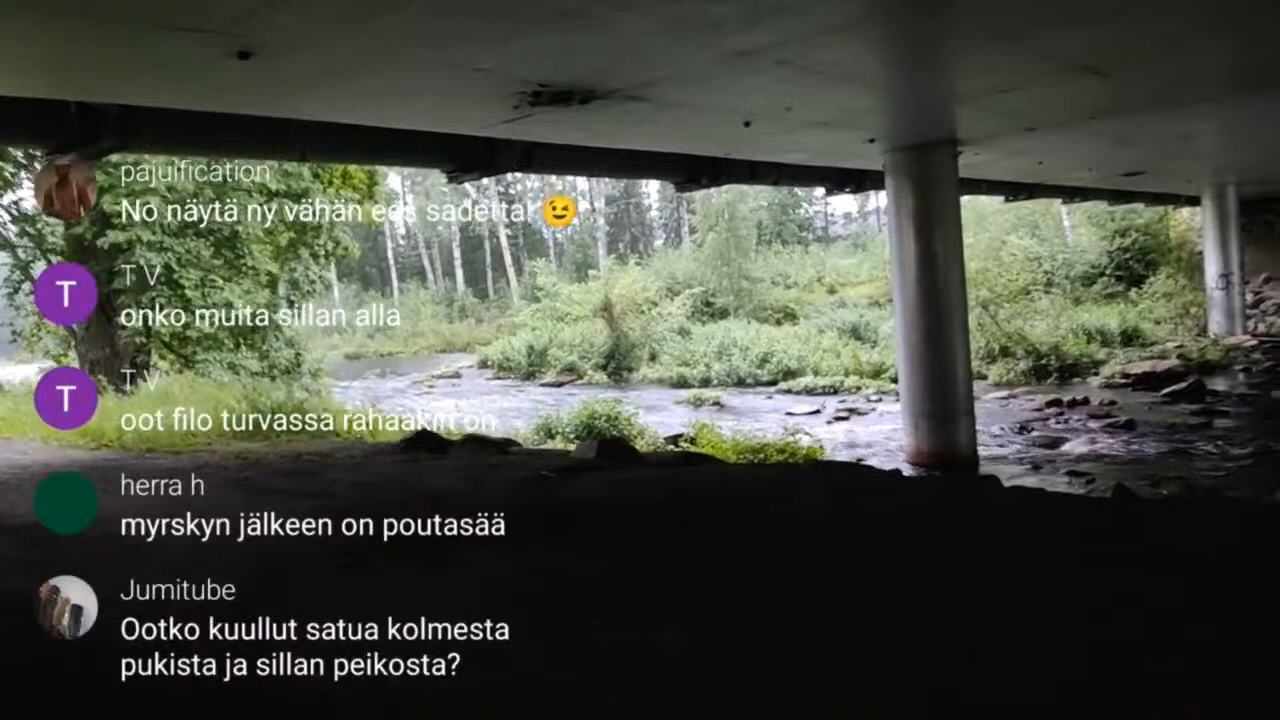 pajuification
No näytä ny vähän ees sadetta! 😉
T
T V
onko muita sillan alla
T
T V
oot filo turvassa rahaakin on
herra h
myrskyn jälkeen on poutasää
Jumitube
Ootko kuullut satua kolmesta
pukista ja sillan peikosta?